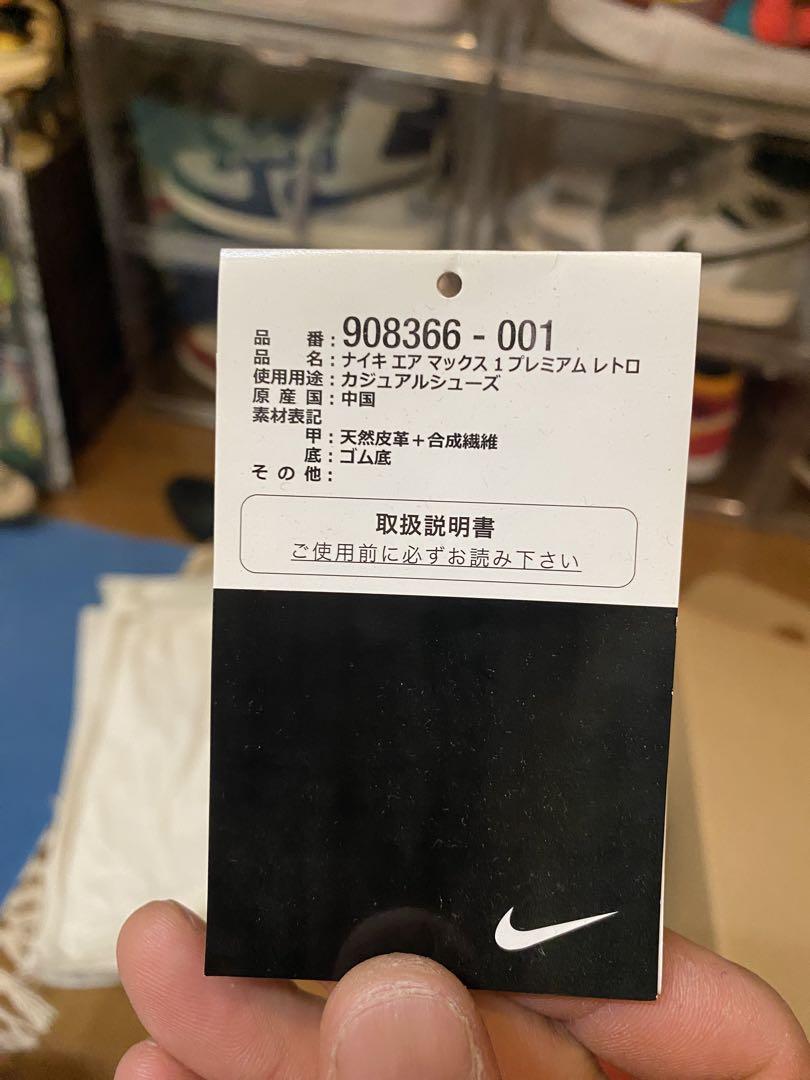 品 番：908366 - 001
品 名：ナイキ エア マックス 1 プレミアム レトロ
使用用途：カジュアルシューズ
原 産 国：中国
素材表記
甲：天然皮革＋合成繊維
底：ゴム底
そ の 他：
取扱説明書
ご使用前に必ずお読み下さい